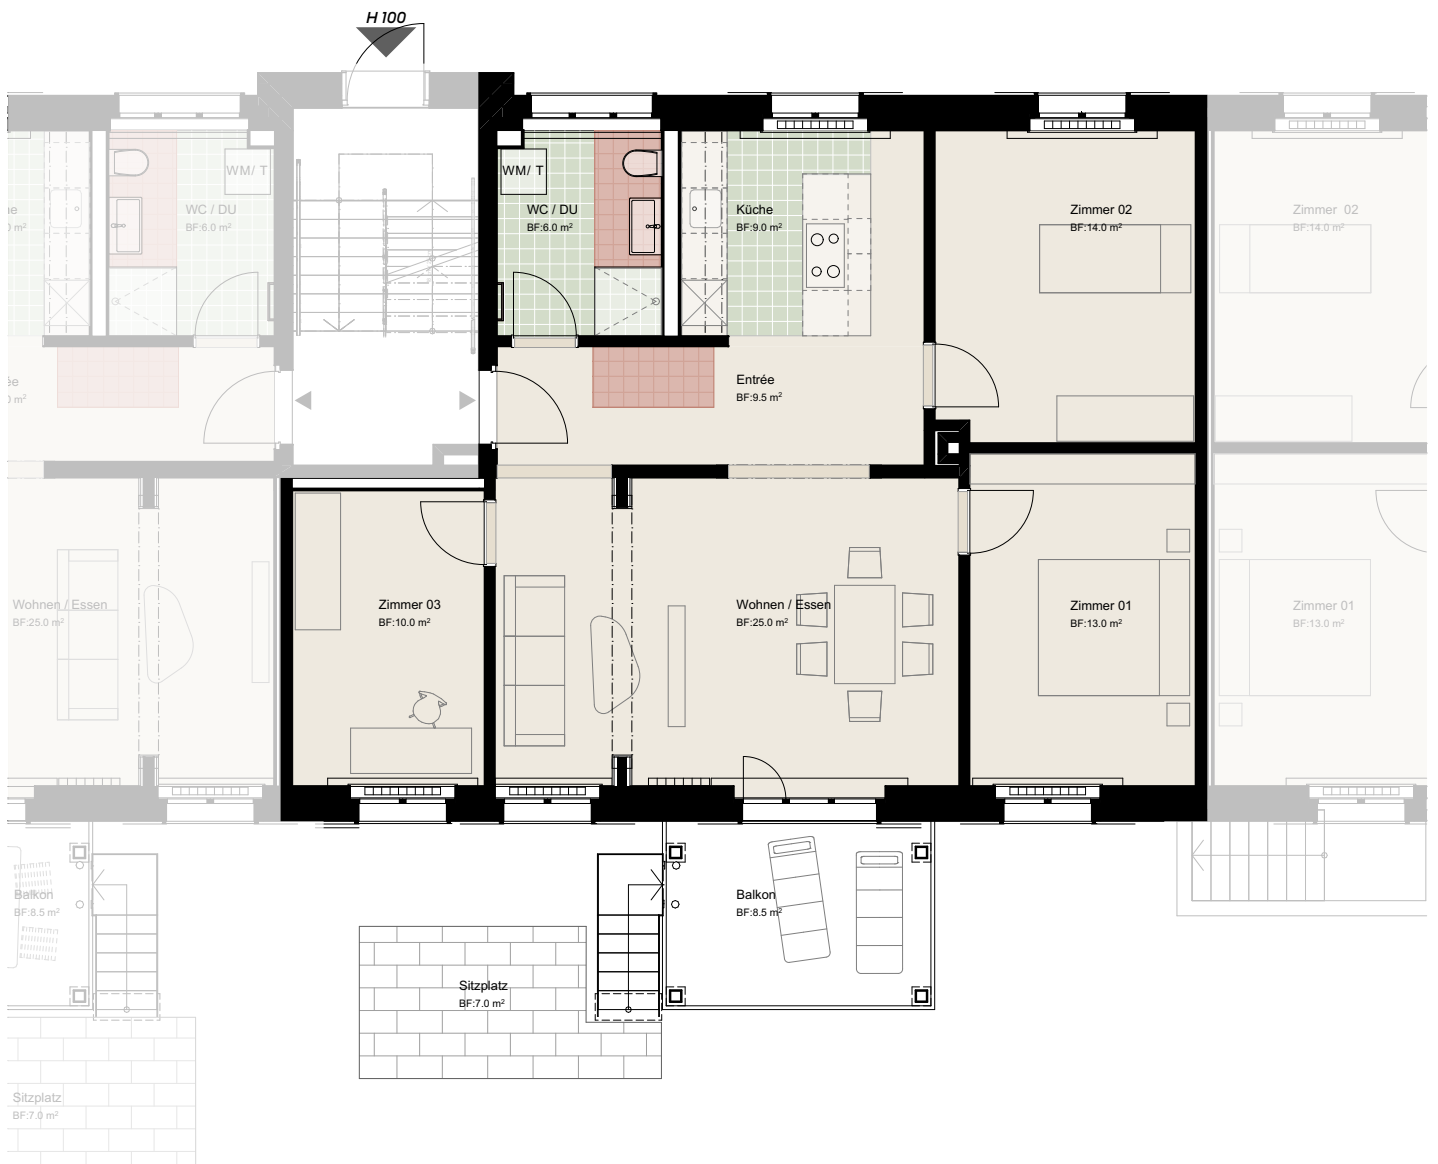 H 100
WM/ T
WC / DU
BF:6.0 m²
WM/ T
WC / DU
BF:6.0 m²
Küche
BF:9.0 m²
Zimmer 02
BF:14.0 m²
Zimmer 02
BF:14.0 m²
Entrée
BF:9.5 m²
Wohnen / Essen
BF:25.0 m²
Zimmer 03
BF:10.0 m²
Wohnen / Essen
BF:25.0 m²
Zimmer 01
BF:13.0 m²
Zimmer 01
BF:13.0 m²
Balkon
BF:8.5 m²
Balkon
BF:8.5 m²
Sitzplatz
BF:7.0 m²
Sitzplatz
BF:7.0 m²